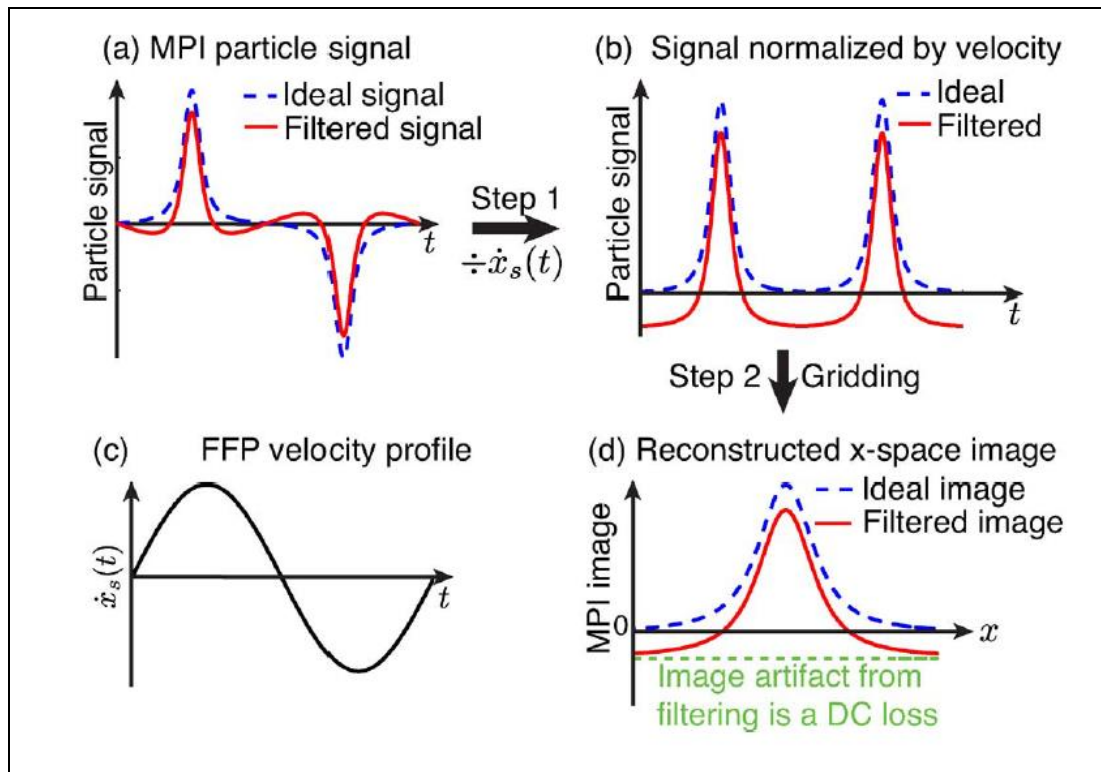 (a) MPI particle signal
Ideal signal
Filtered signal
Particle signal
t
Step 1
÷ẋₛ(t)
(b) Signal normalized by velocity
Ideal
Filtered
Particle signal
t
Step 2 Gridding
(c) FFP velocity profile
ẋₛ(t)
t
(d) Reconstructed x-space image
Ideal image
Filtered image
MPI image
0
x
Image artifact from
filtering is a DC loss